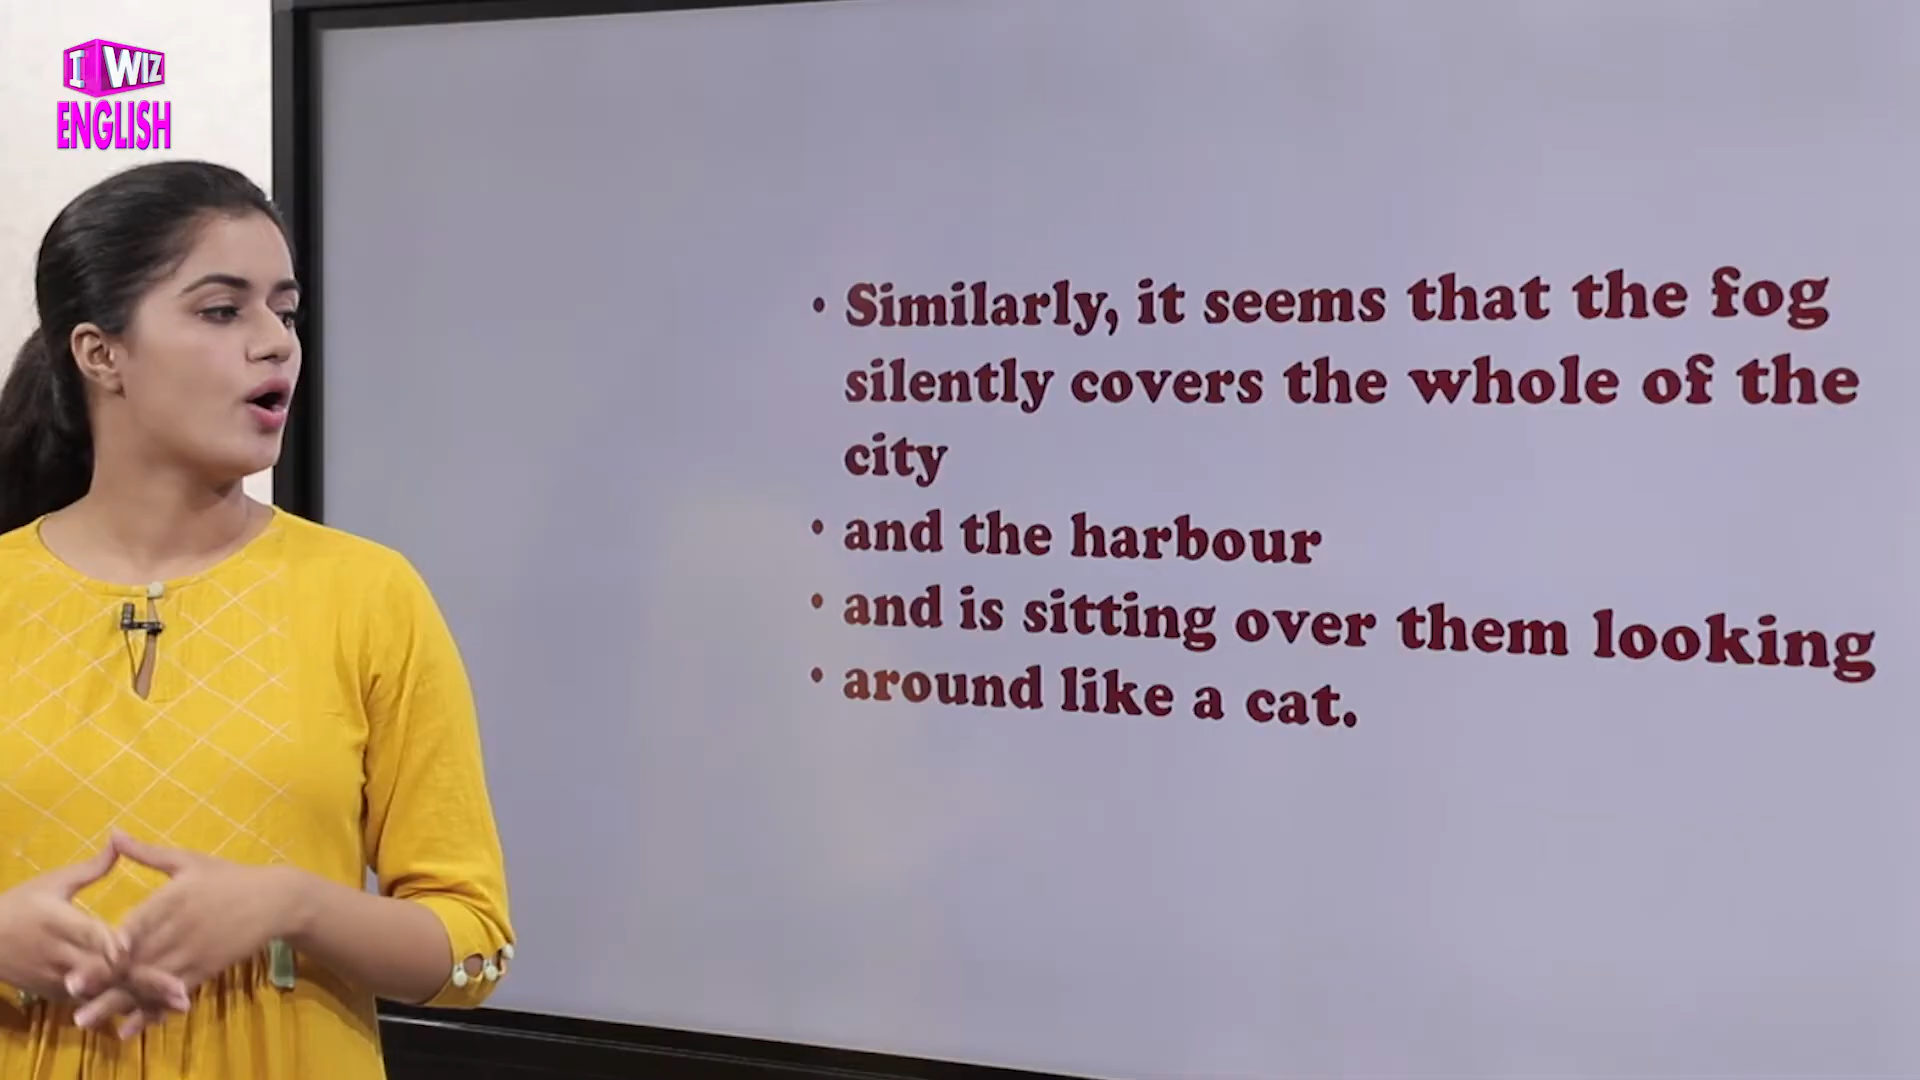 I WIZ
ENGLISH
• Similarly, it seems that the fog
silently covers the whole of the
city
• and the harbour
• and is sitting over them looking
• around like a cat.